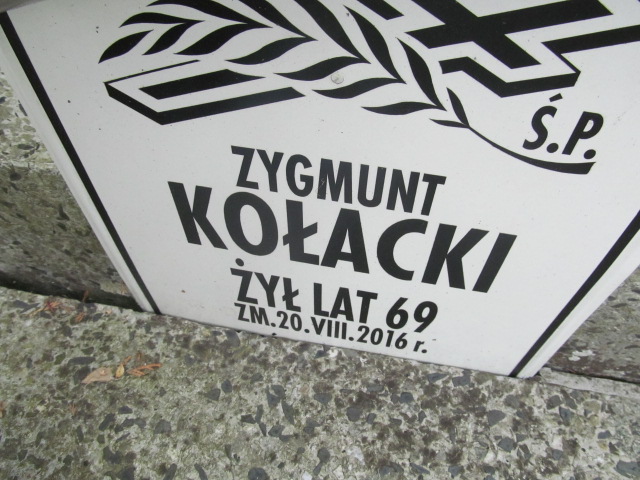 Ś.P.
ZYGMUNT
KOŁACKI
ŻYŁ LAT 69
ZM. 20. VIII. 2016 r.